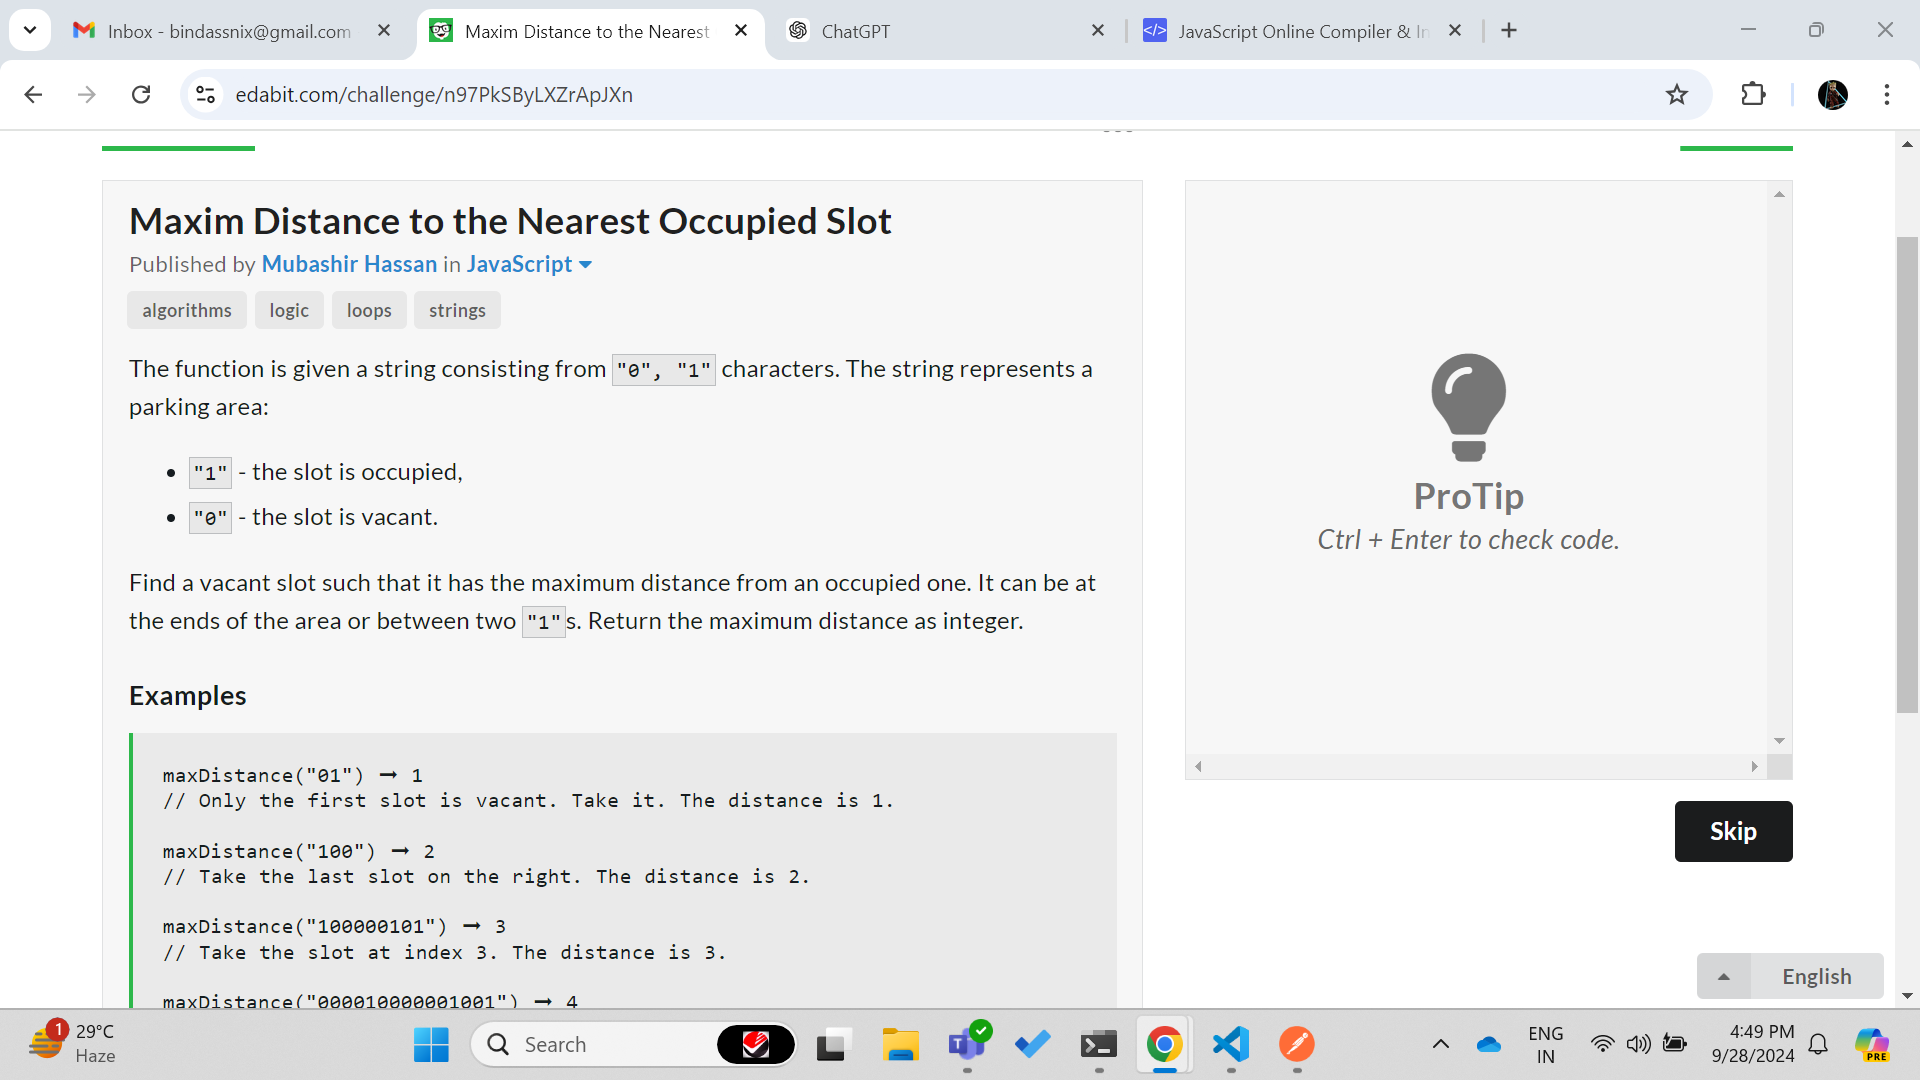 Inbox - bindassnix@gmail.com
Maxim Distance to the Nearest
ChatGPT
</> JavaScript Online Compiler & In
edabit.com/challenge/n97PkSByLXZrApJXn
Maxim Distance to the Nearest Occupied Slot
Published by Mubashir Hassan in JavaScript
algorithms logic loops strings
The function is given a string consisting from "0", "1" characters. The string represents a
parking area:
• "1" - the slot is occupied,
• "0" - the slot is vacant.
Find a vacant slot such that it has the maximum distance from an occupied one. It can be at
the ends of the area or between two "1"s. Return the maximum distance as integer.
Examples
maxDistance("01") ➞ 1
// Only the first slot is vacant. Take it. The distance is 1.
maxDistance("100") ➞ 2
// Take the last slot on the right. The distance is 2.
maxDistance("100000101") ➞ 3
// Take the slot at index 3. The distance is 3.
maxDistance("000010000001001") ➞ 4
ProTip
Ctrl + Enter to check code.
Skip
English
1
29°C
Haze
Search
T
ENG
IN
4:49 PM
9/28/2024
PRE